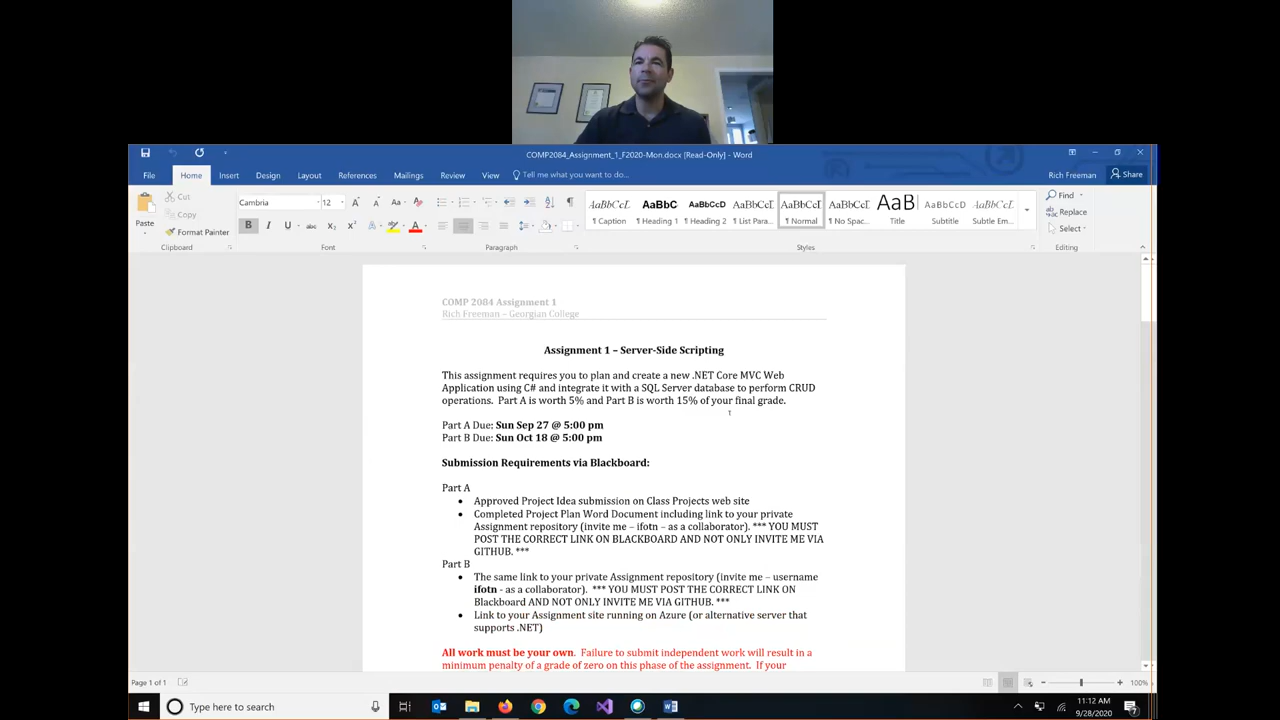 COMP2084_Assignment_1_F2020-Mon.docx [Read-Only] - Word
File Home Insert Design Layout References Mailings Review View Tell me what you want to do... Rich Freeman Share
Paste
Cut
Copy
Format Painter
Clipboard
Cambria 12
Font
Paragraph
AaBbCcL AaBbC AaBbCcD AaBbCcL AaBbCcI AaBbCcI AaB AaBbCcD AaBbCcL
¶ Caption ¶ Heading 1 ¶ Heading 2 ¶ List Para... ¶ Normal ¶ No Spac... Title Subtitle Subtle Em...
Styles
Find
Replace
Select
Editing
COMP 2084 Assignment 1
Rich Freeman – Georgian College
Assignment 1 – Server-Side Scripting
This assignment requires you to plan and create a new .NET Core MVC Web
Application using C# and integrate it with a SQL Server database to perform CRUD
operations. Part A is worth 5% and Part B is worth 15% of your final grade.
Part A Due: Sun Sep 27 @ 5:00 pm
Part B Due: Sun Oct 18 @ 5:00 pm
Submission Requirements via Blackboard:
Part A
• Approved Project Idea submission on Class Projects web site
• Completed Project Plan Word Document including link to your private
Assignment repository (invite me – ifotn – as a collaborator). *** YOU MUST
POST THE CORRECT LINK ON BLACKBOARD AND NOT ONLY INVITE ME VIA
GITHUB. ***
Part B
• The same link to your private Assignment repository (invite me – username
ifotn - as a collaborator). *** YOU MUST POST THE CORRECT LINK ON
Blackboard AND NOT ONLY INVITE ME VIA GITHUB. ***
• Link to your Assignment site running on Azure (or alternative server that
supports .NET)
All work must be your own. Failure to submit independent work will result in a
minimum penalty of a grade of zero on this phase of the assignment. If your
Page 1 of 1
100%
Type here to search
11:12 AM
9/28/2020